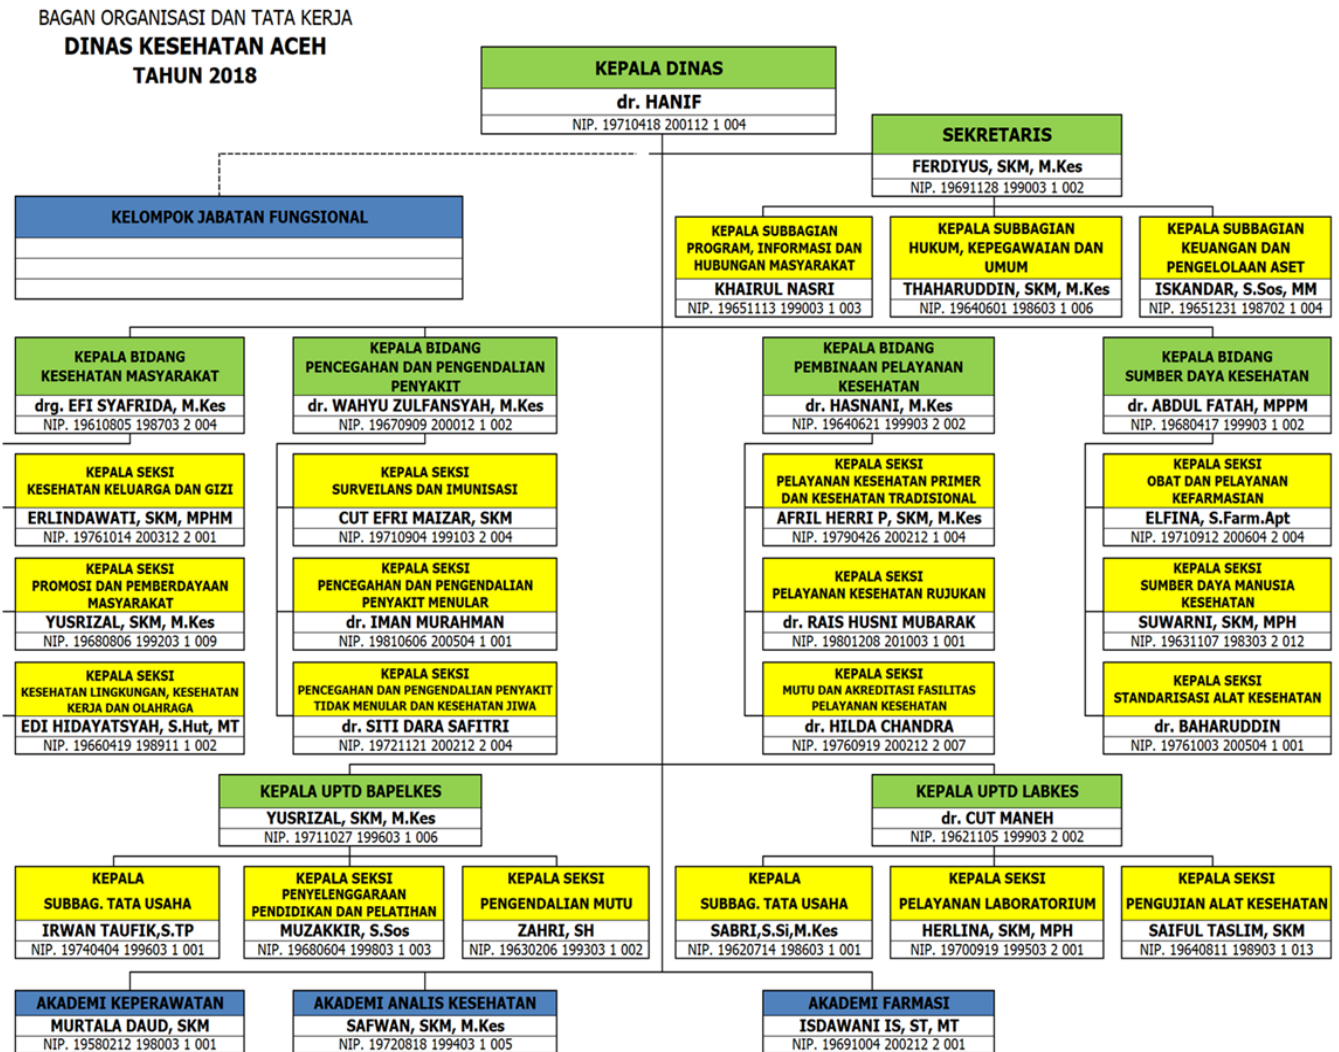 BAGAN ORGANISASI DAN TATA KERJA
DINAS KESEHATAN ACEH
TAHUN 2018
KEPALA DINAS
dr. HANIF
NIP. 19710418 200112 1 004
SEKRETARIS
FERDIYUS, SKM, M.Kes
NIP. 19691128 199003 1 002
KELOMPOK JABATAN FUNGSIONAL
KEPALA SUBBAGIAN
PROGRAM, INFORMASI DAN
HUBUNGAN MASYARAKAT
KHAIRUL NASRI
NIP. 19651113 199003 1 003
KEPALA SUBBAGIAN
HUKUM, KEPEGAWAIAN DAN
UMUM
THAHARUDDIN, SKM, M.Kes
NIP. 19640601 198603 1 006
KEPALA SUBBAGIAN
KEUANGAN DAN
PENGELOLAAN ASET
ISKANDAR, S.Sos, MM
NIP. 19651231 198702 1 004
KEPALA BIDANG
KESEHATAN MASYARAKAT
drg. EFI SYAFRIDA, M.Kes
NIP. 19610805 198703 2 004
KEPALA BIDANG
PENCEGAHAN DAN PENGENDALIAN
PENYAKIT
dr. WAHYU ZULFANSYAH, M.Kes
NIP. 19670909 200012 1 002
KEPALA BIDANG
PEMBINAAN PELAYANAN
KESEHATAN
dr. HASNANI, M.Kes
NIP. 19640621 199903 2 002
KEPALA BIDANG
SUMBER DAYA KESEHATAN
dr. ABDUL FATAH, MPPM
NIP. 19680417 199903 1 002
KEPALA SEKSI
KESEHATAN KELUARGA DAN GIZI
ERLINDAWATI, SKM, MPHM
NIP. 19761014 200312 2 001
KEPALA SEKSI
SURVEILANS DAN IMUNISASI
CUT EFRI MAIZAR, SKM
NIP. 19710904 199103 2 004
KEPALA SEKSI
PELAYANAN KESEHATAN PRIMER
DAN KESEHATAN TRADISIONAL
AFRIL HERRI P, SKM, M.Kes
NIP. 19790426 200212 1 004
KEPALA SEKSI
OBAT DAN PELAYANAN
KEFARMASIAN
ELFINA, S.Farm.Apt
NIP. 19710912 200604 2 004
KEPALA SEKSI
PROMOSI DAN PEMBERDAYAAN
MASYARAKAT
YUSRIZAL, SKM, M.Kes
NIP. 19680806 199203 1 009
KEPALA SEKSI
PENCEGAHAN DAN PENGENDALIAN
PENYAKIT MENULAR
dr. IMAN MURAHMAN
NIP. 19810606 200504 1 001
KEPALA SEKSI
PELAYANAN KESEHATAN RUJUKAN
dr. RAIS HUSNI MUBARAK
NIP. 19801208 201003 1 001
KEPALA SEKSI
SUMBER DAYA MANUSIA
KESEHATAN
SUWARNI, SKM, MPH
NIP. 19631107 198303 2 012
KEPALA SEKSI
KESEHATAN LINGKUNGAN, KESEHATAN
KERJA DAN OLAHRAGA
EDI HIDAYATSYAH, S.Hut, MT
NIP. 19660419 198911 1 002
KEPALA SEKSI
PENCEGAHAN DAN PENGENDALIAN PENYAKIT
TIDAK MENULAR DAN KESEHATAN JIWA
dr. SITI DARA SAFITRI
NIP. 19721121 200212 2 004
KEPALA SEKSI
MUTU DAN AKREDITASI FASILITAS
PELAYANAN KESEHATAN
dr. HILDA CHANDRA
NIP. 19760919 200212 2 007
KEPALA SEKSI
STANDARISASI ALAT KESEHATAN
dr. BAHARUDDIN
NIP. 19761003 200504 1 001
KEPALA UPTD BAPELKES
YUSRIZAL, SKM, M.Kes
NIP. 19711027 199603 1 006
KEPALA UPTD LABKES
dr. CUT MANEH
NIP. 19621105 199903 2 002
KEPALA
SUBBAG. TATA USAHA
IRWAN TAUFIK,S.TP
NIP. 19740404 199603 1 001
KEPALA SEKSI
PENYELENGGARAAN
PENDIDIKAN DAN PELATIHAN
MUZAKKIR, S.Sos
NIP. 19680604 199803 1 003
KEPALA SEKSI
PENGENDALIAN MUTU
ZAHRI, SH
NIP. 19630206 199303 1 002
KEPALA
SUBBAG. TATA USAHA
SABRI,S.Si,M.Kes
NIP. 19620714 198603 1 001
KEPALA SEKSI
PELAYANAN LABORATORIUM
HERLINA, SKM, MPH
NIP. 19700919 199503 2 001
KEPALA SEKSI
PENGUJIAN ALAT KESEHATAN
SAIFUL TASLIM, SKM
NIP. 19640811 198903 1 013
AKADEMI KEPERAWATAN
MURTALA DAUD, SKM
NIP. 19580212 198003 1 001
AKADEMI ANALIS KESEHATAN
SAFWAN, SKM, M.Kes
NIP. 19720818 199403 1 005
AKADEMI FARMASI
ISDAWANI IS, ST, MT
NIP. 19691004 200212 2 001